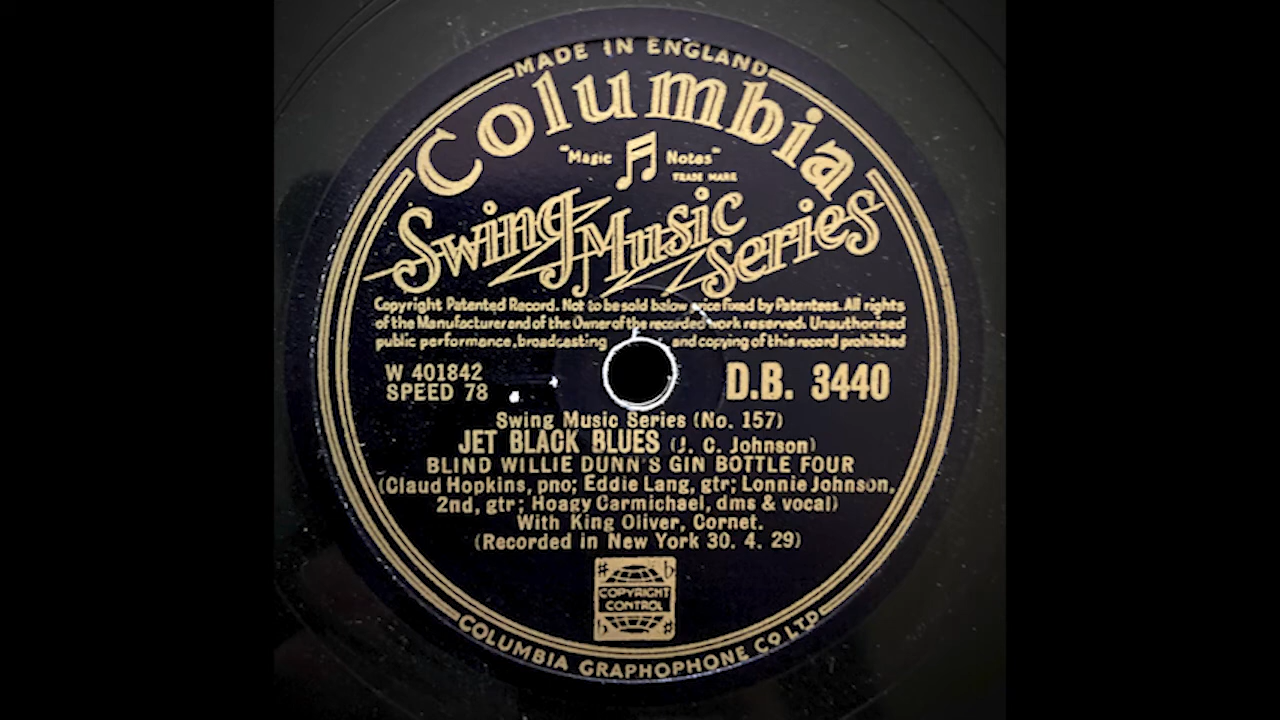 MADE IN ENGLAND
Columbia
"Magic Notes"
TRADE MARK
Swing Music Series
Copyright Patented Record. Not to be sold below price fixed by Patentees. All rights
of the Manufacturer and of the Owner of the recorded work reserved. Unauthorised
public performance, broadcasting and copying of this record prohibited
W 401842
SPEED 78
D.B. 3440
Swing Music Series (No. 157)
JET BLACK BLUES (J. C. Johnson)
BLIND WILLIE DUNN'S GIN BOTTLE FOUR
(Claud Hopkins, pno; Eddie Lang, gtr; Lonnie Johnson,
2nd, gtr; Hoagy Carmichael, dms & vocal)
With King Oliver, Cornet.
(Recorded in New York 30. 4. 29)
COPYRIGHT
CONTROL
COLUMBIA GRAPHOPHONE CO LTD